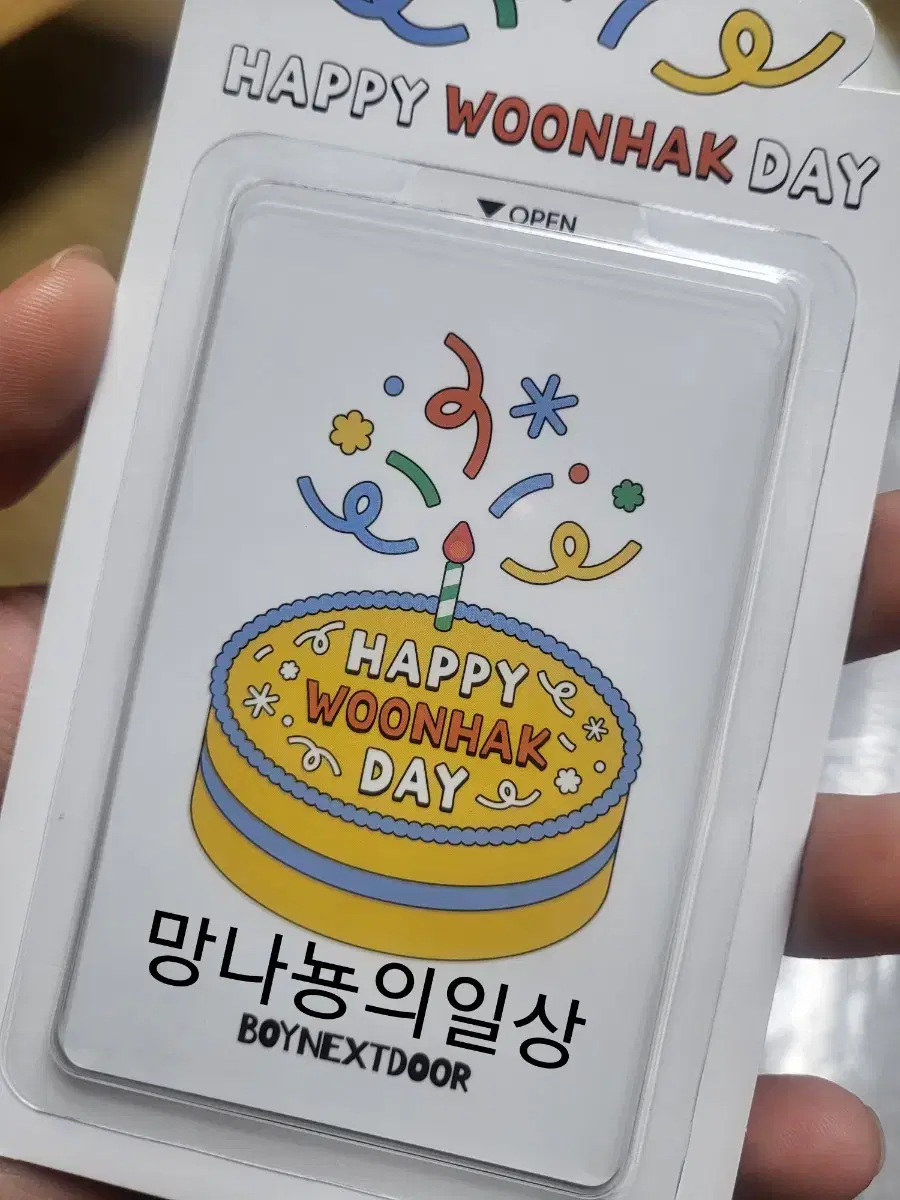 HAPPY WOONHAK DAY
▼ OPEN
HAPPY
WOONHAK
DAY
망나뇽의일상
BOYNEXTDOOR